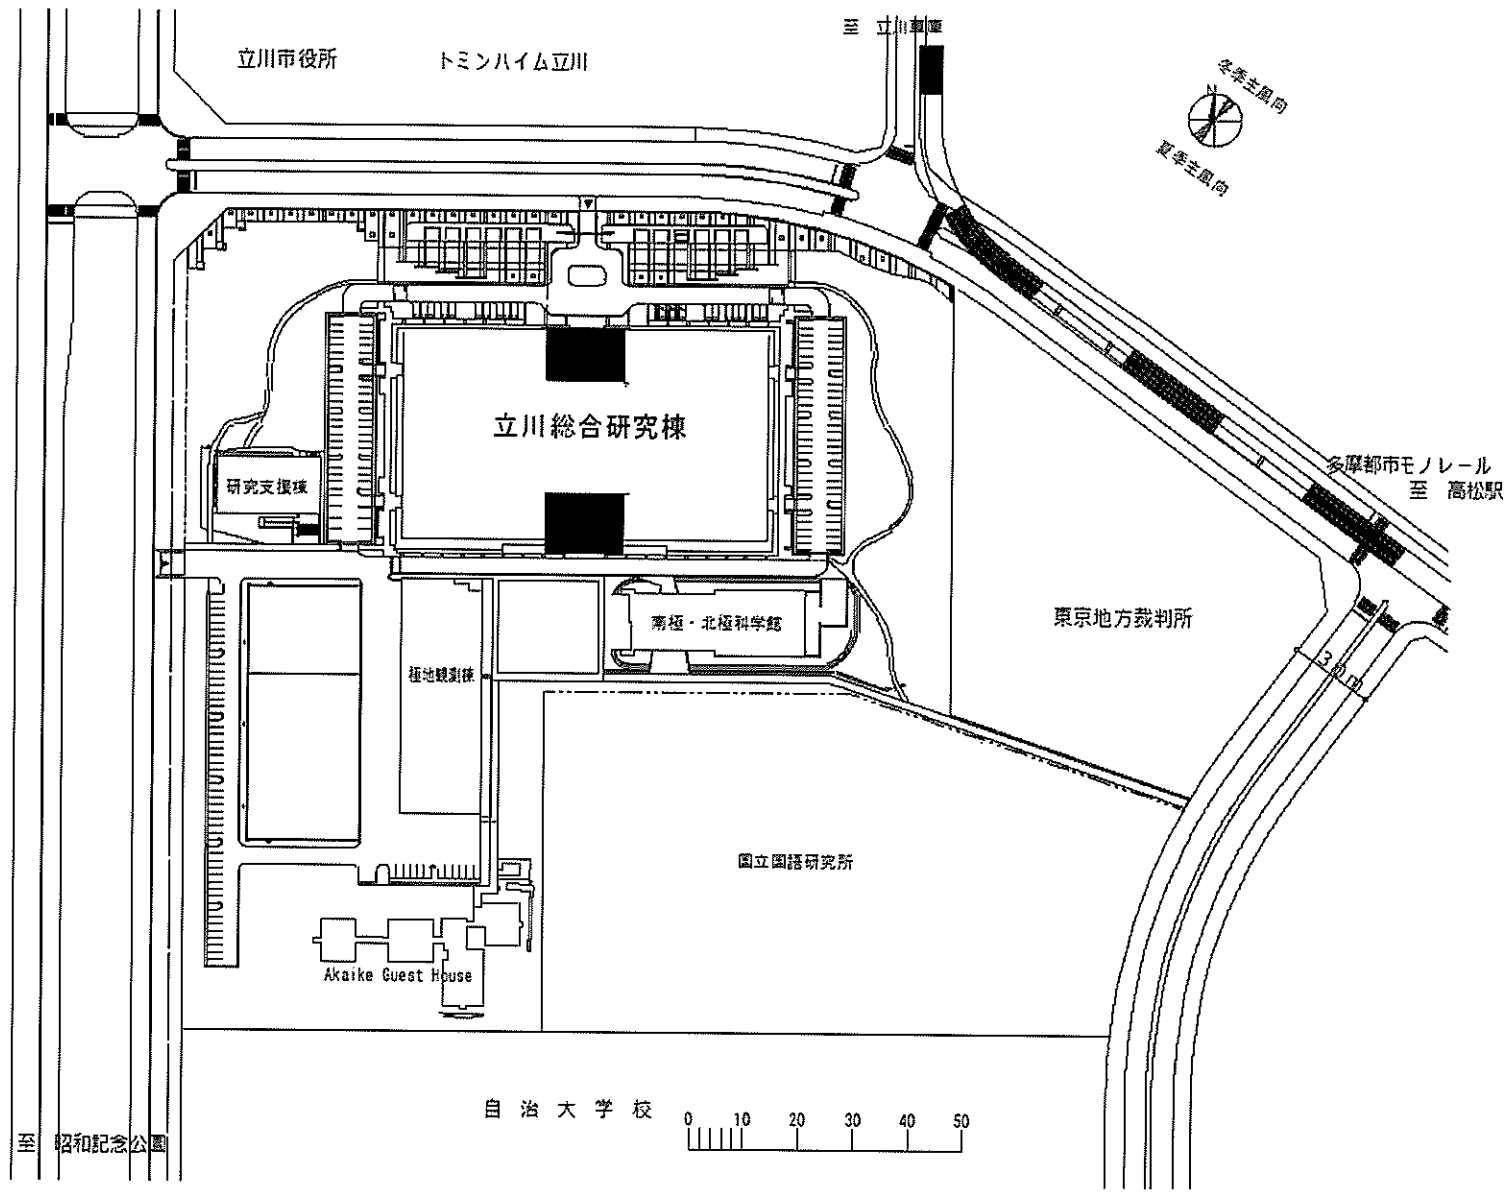 至 立川車庫
立川市役所
トミンハイム立川
冬季主風向
N
夏季主風向
立川総合研究棟
多摩都市モノレール
至 高松駅
研究支援棟
南極・北極科学館
東京地方裁判所
極地観測棟
国立国語研究所
Akaike Guest House
自治大学校
0 10 20 30 40 50
至 昭和記念公園